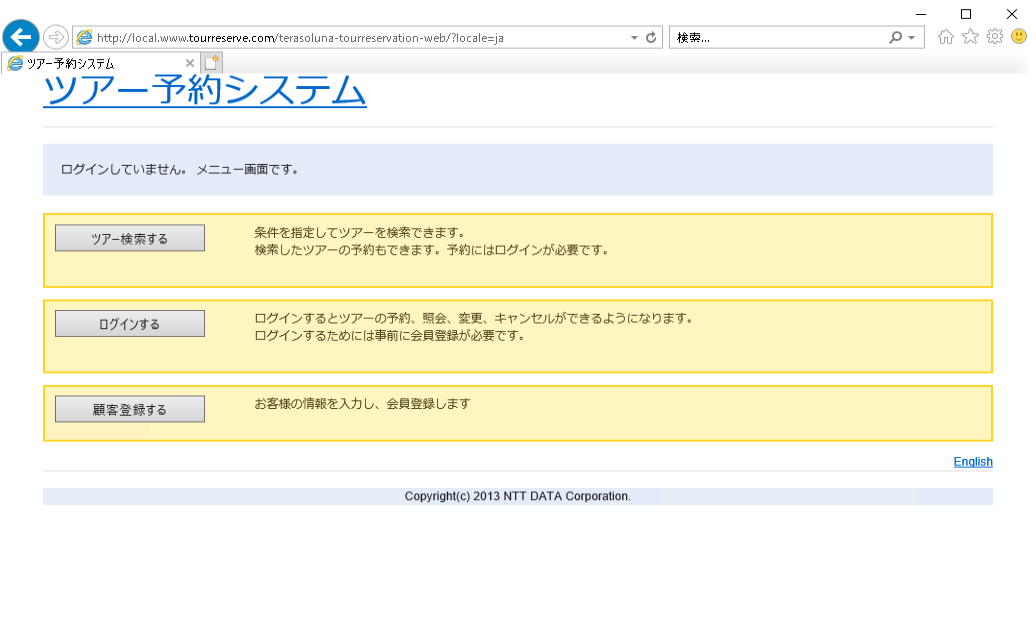 http://local.www.tourreserve.com/terasoluna-tourreservation-web/?locale=ja
検索...
ツアー予約システム
ツアー予約システム
ログインしていません。 メニュー画面です。
ツアー検索する
条件を指定してツアーを検索できます。
検索したツアーの予約もできます。予約にはログインが必要です。
ログインする
ログインするとツアーの予約、照会、変更、キャンセルができるようになります。
ログインするためには事前に会員登録が必要です。
顧客登録する
お客様の情報を入力し、会員登録します
English
Copyright(c) 2013 NTT DATA Corporation.